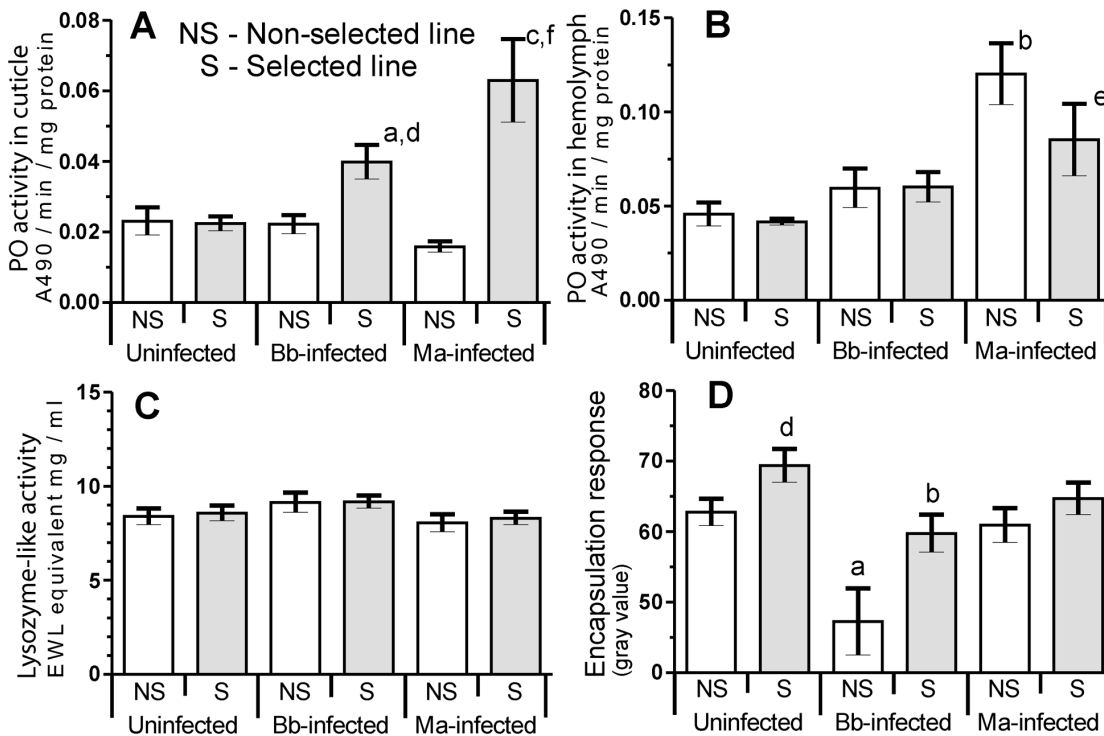 A
NS - Non-selected line
S - Selected line
PO activity in cuticle
A490 / min / mg protein
0.08
0.06
0.04
0.02
0.00
a,d
c,f
NS S NS S NS S
Uninfected Bb-infected Ma-infected
B
PO activity in hemolymph
A490 / min / mg protein
0.15
0.10
0.05
0.00
b
e
NS S NS S NS S
Uninfected Bb-infected Ma-infected
C
Lysozyme-like activity
EWL equivalent mg / ml
15
10
5
0
NS S NS S NS S
Uninfected Bb-infected Ma-infected
D
Encapsulation response
(gray value)
80
70
60
50
0
d
a
b
NS S NS S NS S
Uninfected Bb-infected Ma-infected